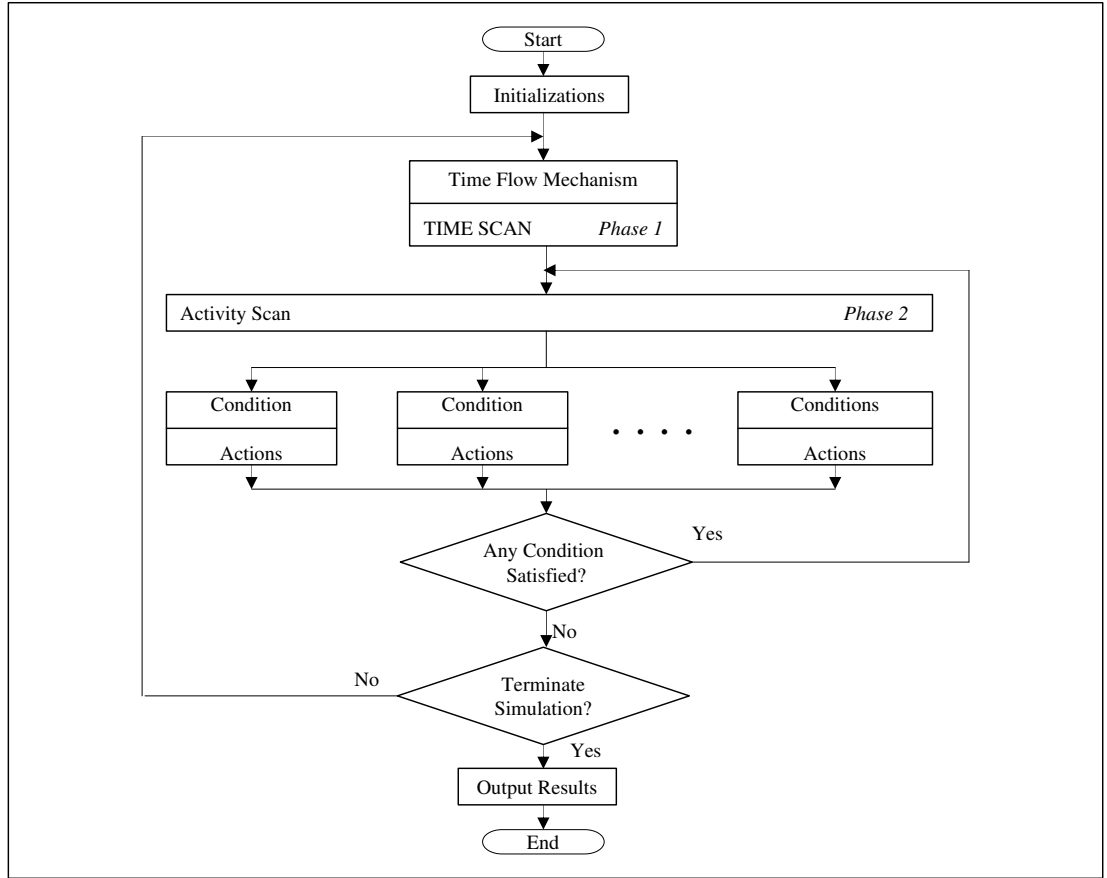 Start
Initializations
Time Flow Mechanism
TIME SCAN Phase 1
Activity Scan Phase 2
Condition Condition Conditions
Actions Actions . . . . Actions
Any Condition
Satisfied?
Yes
No
Terminate
Simulation?
No
Yes
Output Results
End